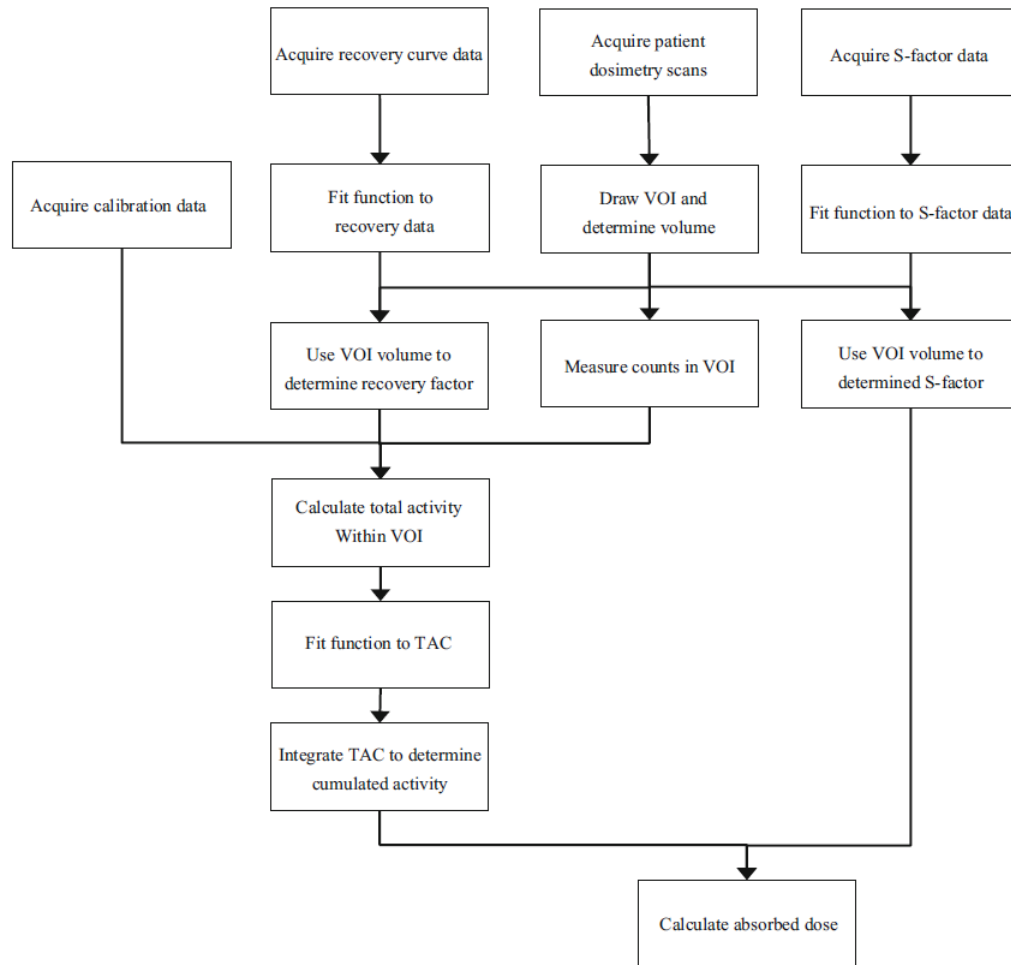 Acquire recovery curve data
Acquire patient
dosimetry scans
Acquire S-factor data
Acquire calibration data
Fit function to
recovery data
Draw VOI and
determine volume
Fit function to S-factor data
Use VOI volume to
determine recovery factor
Measure counts in VOI
Use VOI volume to
determined S-factor
Calculate total activity
Within VOI
Fit function to TAC
Integrate TAC to determine
cumulated activity
Calculate absorbed dose